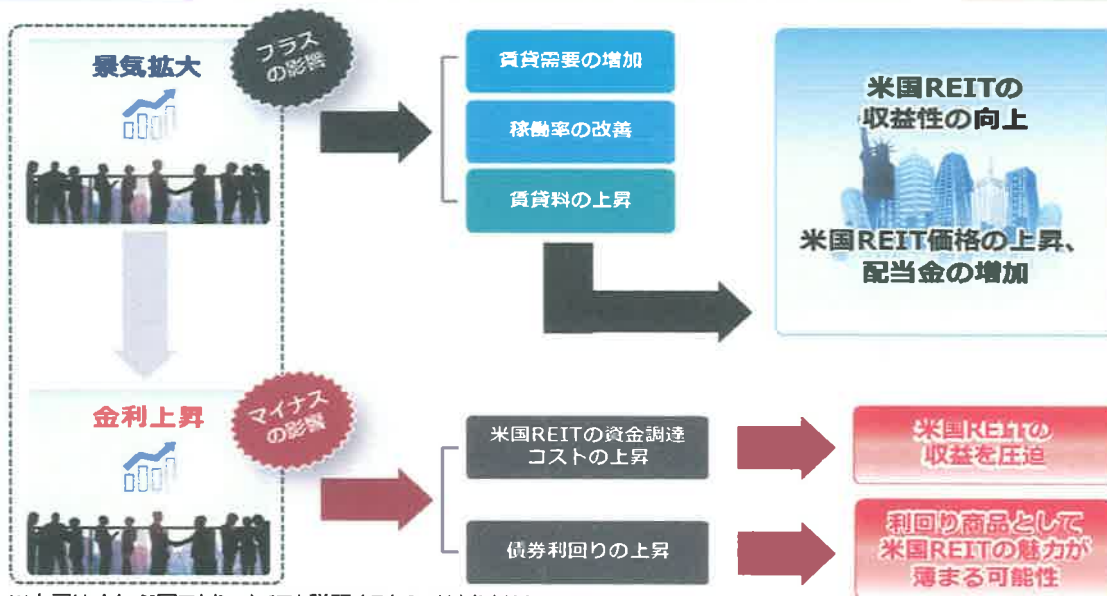 景気拡大
プラス
の影響
賃貸需要の増加
稼働率の改善
賃貸料の上昇
米国REITの
収益性の向上
米国REIT価格の上昇、
配当金の増加
金利上昇
マイナス
の影響
米国REITの資金調達
コストの上昇
債券利回りの上昇
米国REITの
収益を圧迫
利回り商品として
米国REITの魅力が
薄まる可能性